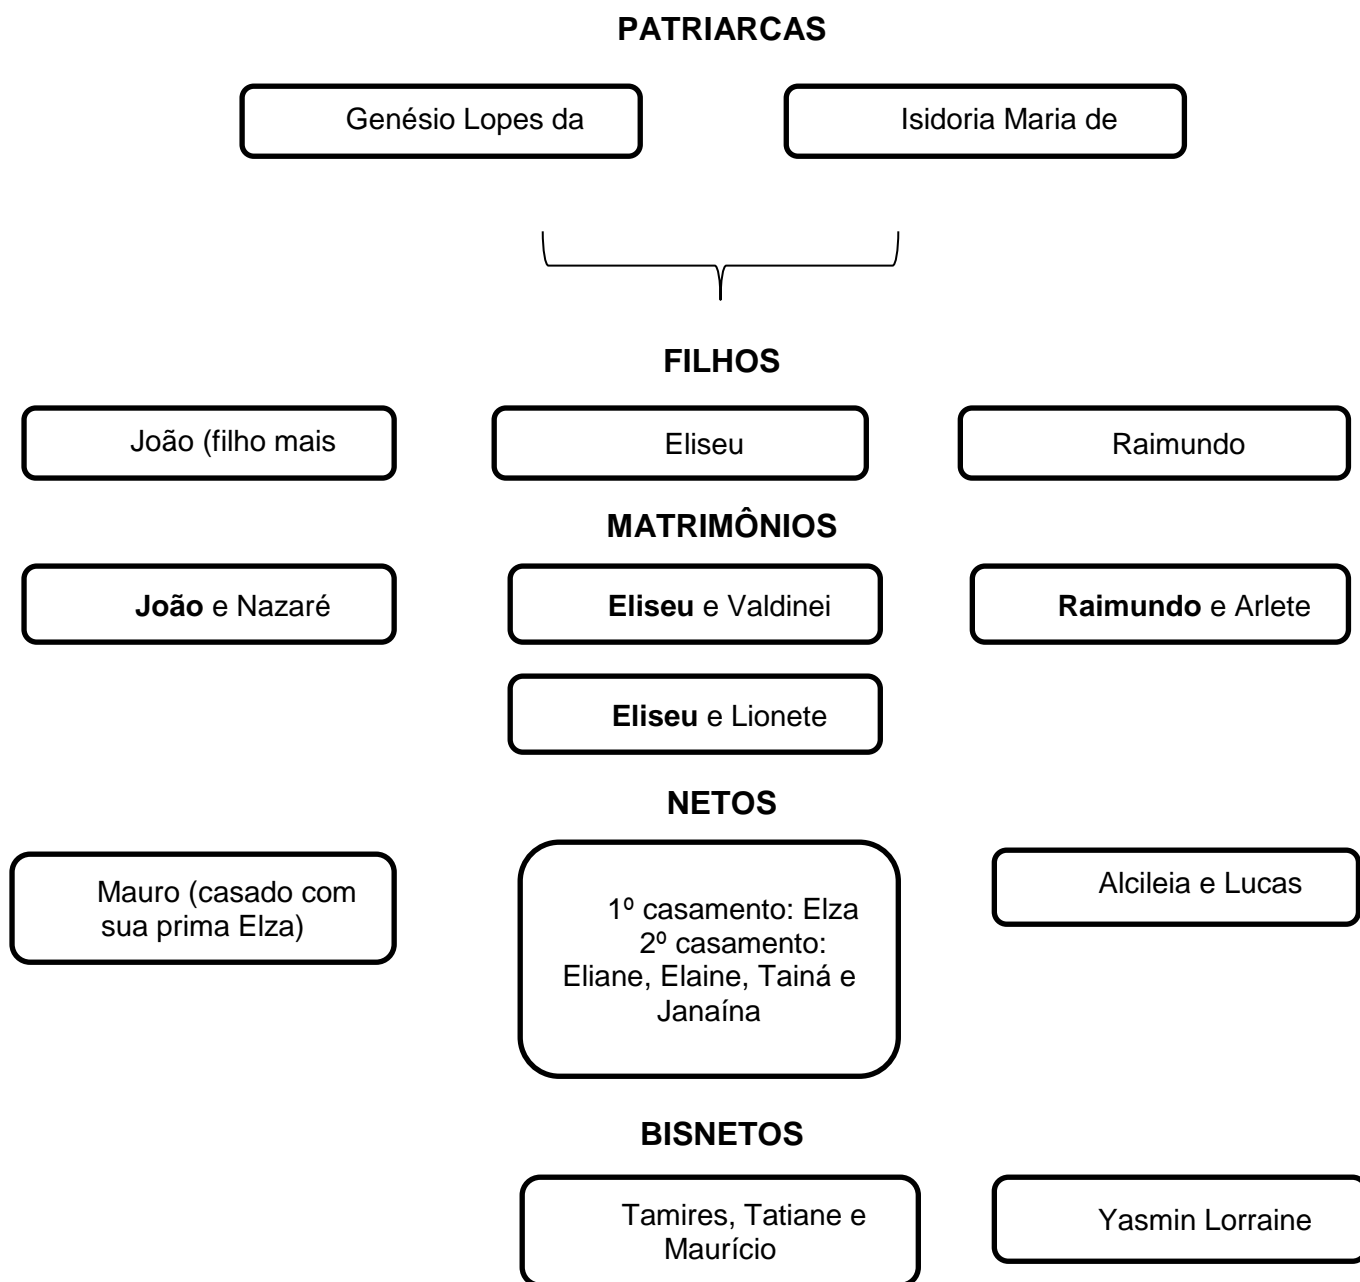 PATRIARCAS
Genésio Lopes da
Isidoria Maria de
FILHOS
João (filho mais
Eliseu
Raimundo
MATRIMÔNIOS
João e Nazaré
Eliseu e Valdinei
Raimundo e Arlete
Eliseu e Lionete
NETOS
Mauro (casado com
sua prima Elza)
1º casamento: Elza
2º casamento:
Eliane, Elaine, Tainá e
Janaína
Alcileia e Lucas
BISNETOS
Tamires, Tatiane e
Maurício
Yasmin Lorraine